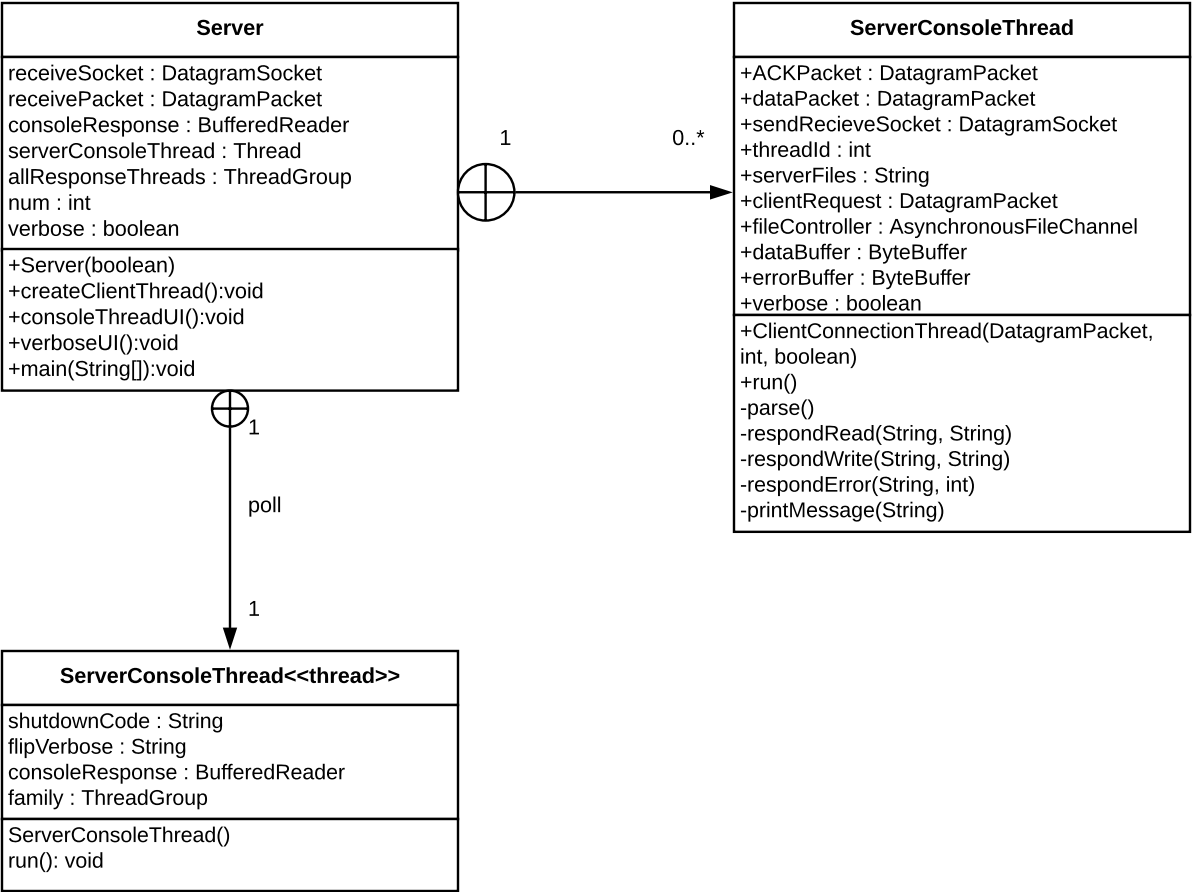 Server
receiveSocket : DatagramSocket
receivePacket : DatagramPacket
consoleResponse : BufferedReader
serverConsoleThread : Thread
allResponseThreads : ThreadGroup
num : int
verbose : boolean
+Server(boolean)
+createClientThread():void
+consoleThreadUI():void
+verboseUI():void
+main(String[]):void
1
0..*
ServerConsoleThread
+ACKPacket : DatagramPacket
+dataPacket : DatagramPacket
+sendRecieveSocket : DatagramSocket
+threadId : int
+serverFiles : String
+clientRequest : DatagramPacket
+fileController : AsynchronousFileChannel
+dataBuffer : ByteBuffer
+errorBuffer : ByteBuffer
+verbose : boolean
+ClientConnectionThread(DatagramPacket,
int, boolean)
+run()
-parse()
-respondRead(String, String)
-respondWrite(String, String)
-respondError(String, int)
-printMessage(String)
1
poll
1
ServerConsoleThread<<thread>>
shutdownCode : String
flipVerbose : String
consoleResponse : BufferedReader
family : ThreadGroup
ServerConsoleThread()
run(): void